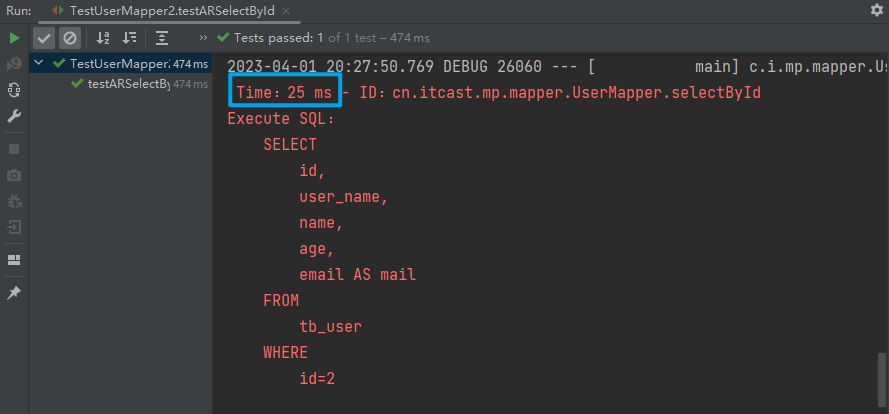 Run: TestUserMapper2.testARSelectById ×
Tests passed: 1 of 1 test – 474 ms
TestUserMapper2 474 ms
testARSelectBy 474 ms
2023-04-01 20:27:50.769 DEBUG 26060 --- [           main] c.i.mp.mapper.U
Time：25 ms - ID：cn.itcast.mp.mapper.UserMapper.selectById
Execute SQL：
SELECT
id,
user_name,
name,
age,
email AS mail
FROM
tb_user
WHERE
id=2